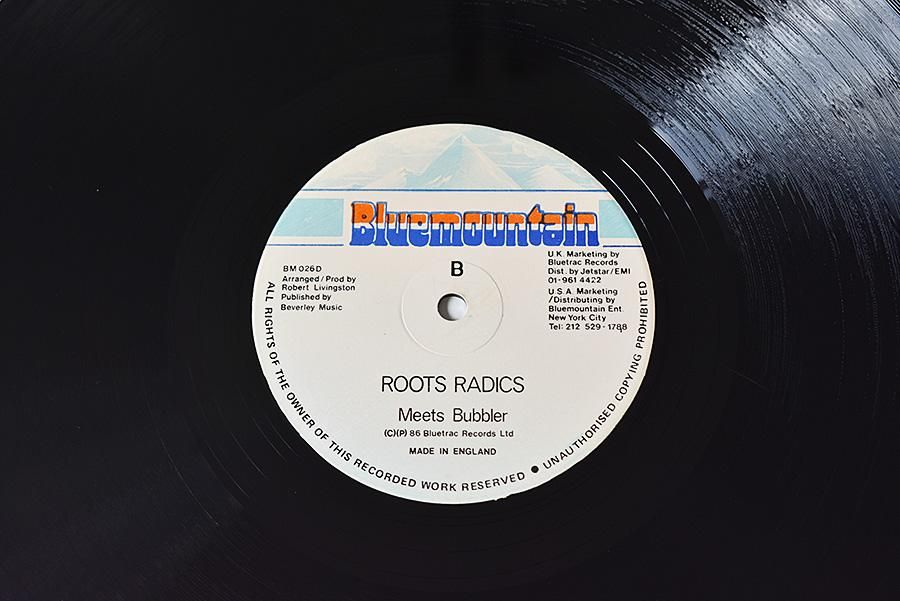 Bluemountain
B
BM 026D
Arranged/Prod by
Robert Livingston
Published by
Beverley Music
U.K. Marketing by
Bluetrac Records
Dist. by Jetstar/EMI
01-961 4422
U.S.A. Marketing
/Distributing by
Bluemountain Ent.
New York City
Tel: 212 529-1788
ROOTS RADICS
Meets Bubbler
(C)(P) 86 Bluetrac Records Ltd
MADE IN ENGLAND
ALL RIGHTS OF THE OWNER OF THIS RECORDED WORK RESERVED ● UNAUTHORISED COPYING PROHIBITED